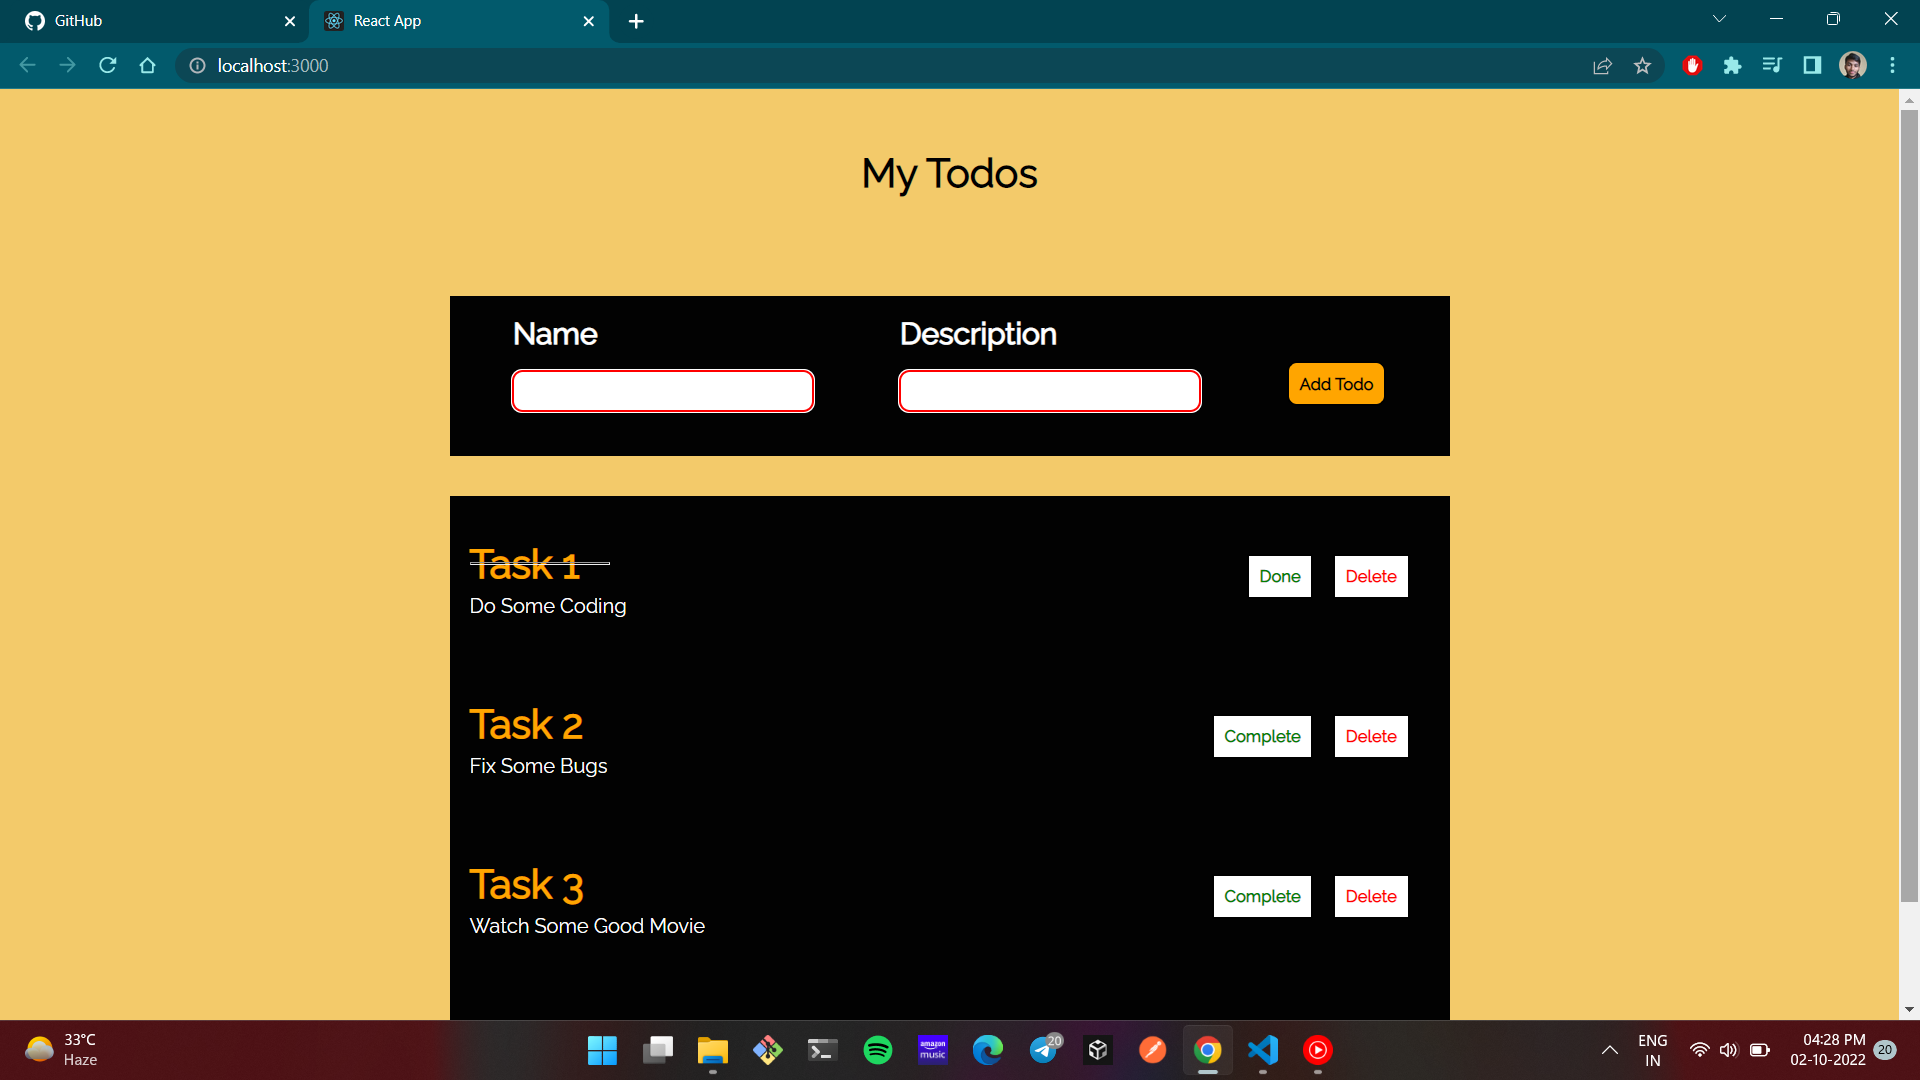 GitHub
React App
localhost:3000
My Todos
Name
Description
Add Todo
Task 1
Do Some Coding
Done
Delete
Task 2
Fix Some Bugs
Complete
Delete
Task 3
Watch Some Good Movie
Complete
Delete
33°C
Haze
amazon
music
20
ENG
IN
04:28 PM
02-10-2022
20